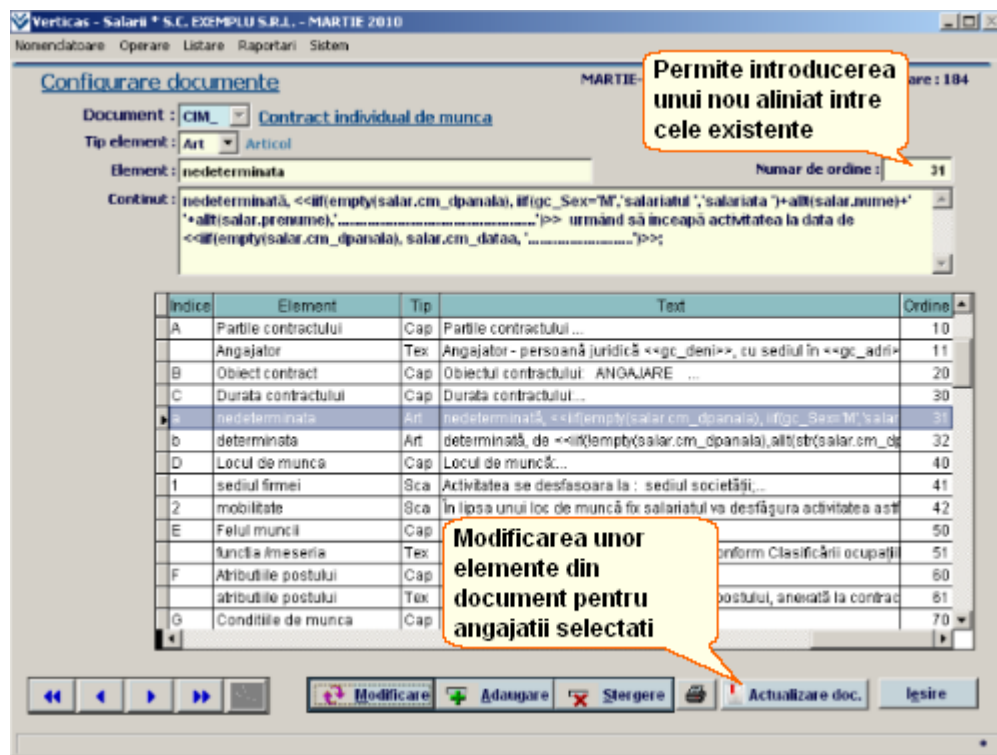 Verticas - Salarii * S.C. EXEMPLU S.R.L. - MARTIE 2010
Nomenclatoare Operare Listare Raportari Sistem
Configurare documente
MARTIE-
are : 184
Permite introducerea
unui nou aliniat intre
cele existente
Document : CIM_ Contract individual de munca
Tip element : Art Articol
Element : nedeterminata
Numar de ordine : 31
Continut : nedeterminată, <<iif(empty(salar.cm_dpanala), iif(gc_Sex='M','salariatul ','salariata ')+allt(salar.nume)+'
'+allt(salar.prenume),'.............................................')>> urmând să înceapă activitatea la data de
<<iif(empty(salar.cm_dpanala), salar.cm_dataa, '..........................')>>;
Indice Element Tip Text Ordine
A Partile contractului Cap Partile contractului ... 10
Angajator Tex Angajator - persoană juridică <<gc_deni>>, cu sediul în <<gc_adri> 11
B Obiect contract Cap Obiectul contractului: ANGAJARE ... 20
C Durata contractului Cap Durata contractului:... 30
a nedeterminata Art nedeterminată, <<iif(empty(salar.cm_dpanala), iif(gc_Sex='M','salar 31
b determinata Art determinată, de <<iif(!empty(salar.cm_dpanala),allt(str(salar.cm_dp 32
D Locul de munca Cap Locul de muncă:... 40
1 sediul firmei Sca Activitatea se desfasoara la : sediul societății;... 41
2 mobilitate Sca În lipsa unui loc de muncă fix salariatul va desfășura activitatea astf 42
E Felul muncii Cap 50
functia /meseria Tex onform Clasificării ocupații 51
F Atributiile postului Cap 60
atributiile postului Tex postului, anexată la contrac 61
G Conditiile de munca Cap 70
Modificarea unor
elemente din
document pentru
angajatii selectati
Modificare Adaugare Stergere Actualizare doc. Iesire